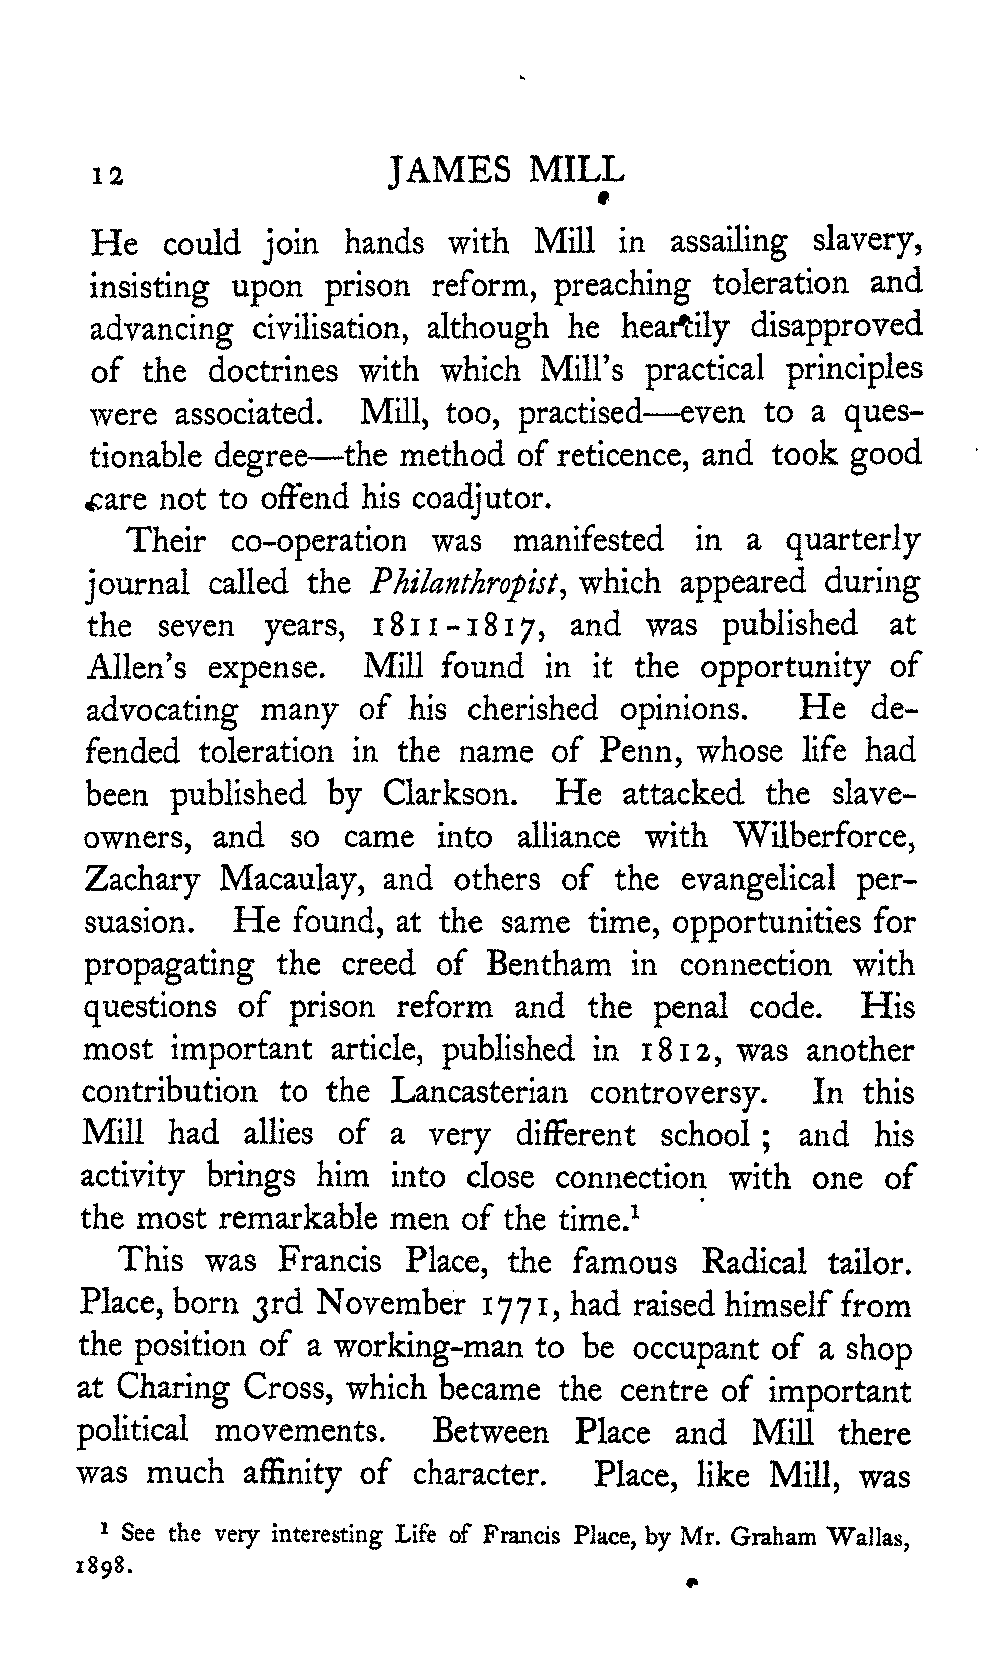 12 JAMES MILL
He could join hands with Mill in assailing slavery,
insisting upon prison reform, preaching toleration and
advancing civilisation, although he heartily disapproved
of the doctrines with which Mill's practical principles
were associated. Mill, too, practised—even to a ques-
tionable degree—the method of reticence, and took good
care not to offend his coadjutor.
Their co-operation was manifested in a quarterly
journal called the Philanthropist, which appeared during
the seven years, 1811-1817, and was published at
Allen's expense. Mill found in it the opportunity of
advocating many of his cherished opinions. He de-
fended toleration in the name of Penn, whose life had
been published by Clarkson. He attacked the slave-
owners, and so came into alliance with Wilberforce,
Zachary Macaulay, and others of the evangelical per-
suasion. He found, at the same time, opportunities for
propagating the creed of Bentham in connection with
questions of prison reform and the penal code. His
most important article, published in 1812, was another
contribution to the Lancasterian controversy. In this
Mill had allies of a very different school ; and his
activity brings him into close connection with one of
the most remarkable men of the time.¹
This was Francis Place, the famous Radical tailor.
Place, born 3rd November 1771, had raised himself from
the position of a working-man to be occupant of a shop
at Charing Cross, which became the centre of important
political movements. Between Place and Mill there
was much affinity of character. Place, like Mill, was
¹ See the very interesting Life of Francis Place, by Mr. Graham Wallas,
1898.